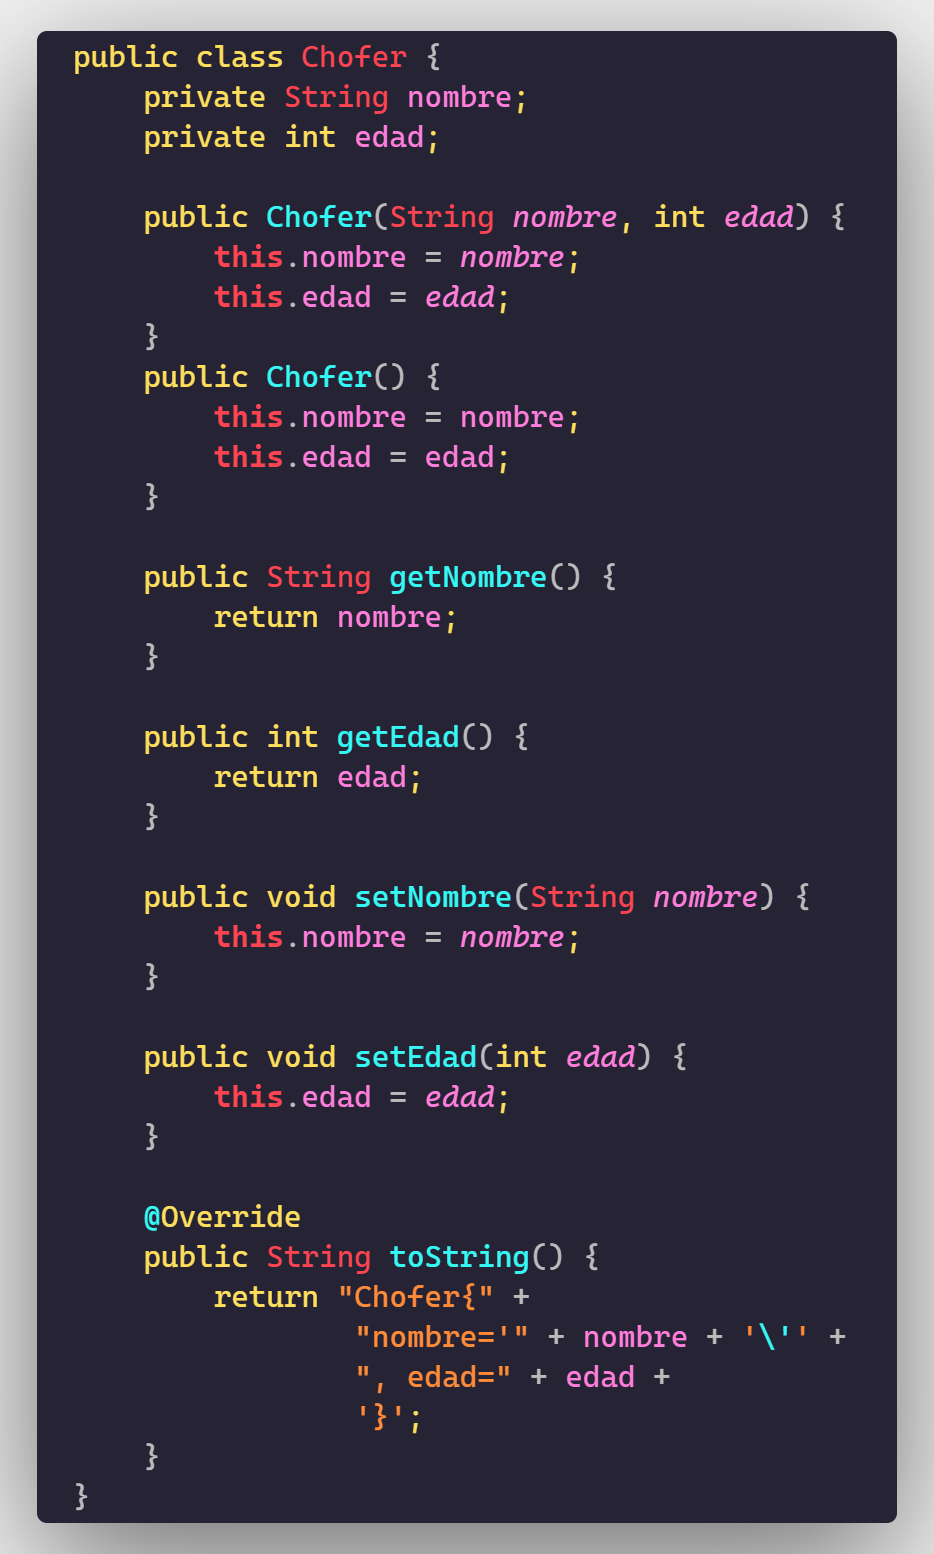 public class Chofer {
    private String nombre;
    private int edad;

    public Chofer(String nombre, int edad) {
        this.nombre = nombre;
        this.edad = edad;
    }
    public Chofer() {
        this.nombre = nombre;
        this.edad = edad;
    }

    public String getNombre() {
        return nombre;
    }

    public int getEdad() {
        return edad;
    }

    public void setNombre(String nombre) {
        this.nombre = nombre;
    }

    public void setEdad(int edad) {
        this.edad = edad;
    }

    @Override
    public String toString() {
        return "Chofer{" +
                "nombre='" + nombre + '\'' +
                ", edad=" + edad +
                '}';
    }
}